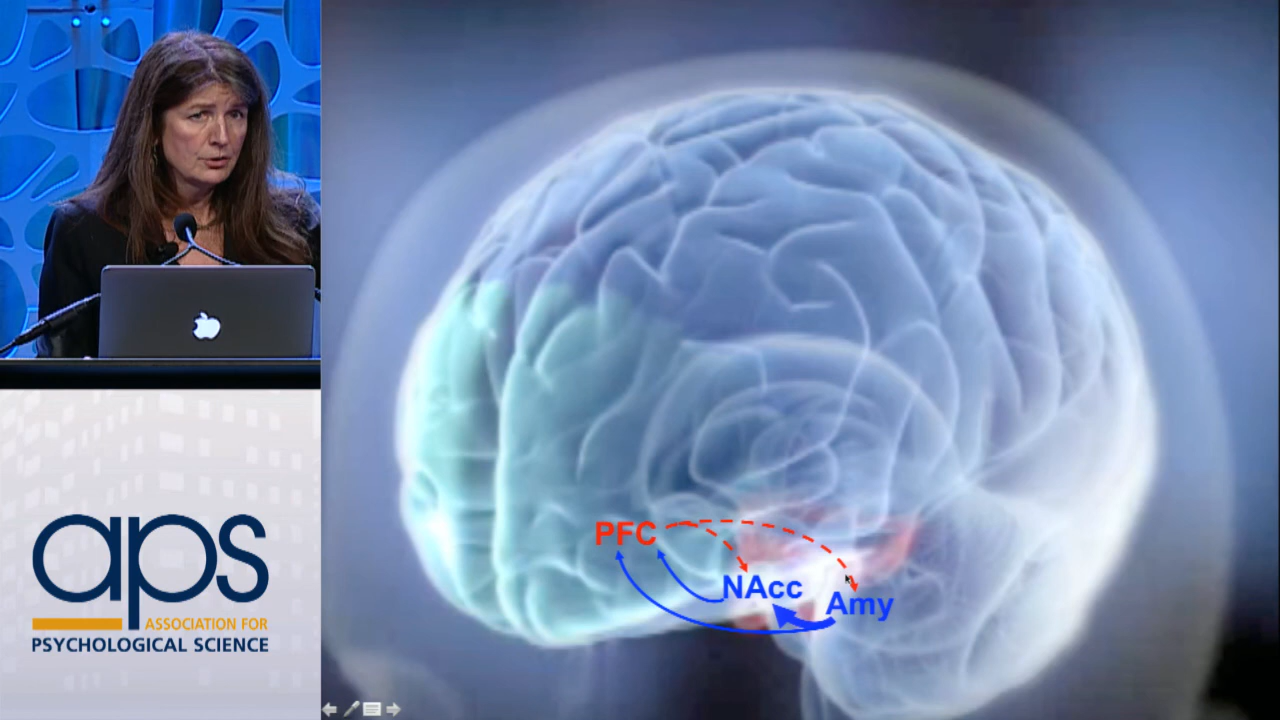 aps
ASSOCIATION FOR
PSYCHOLOGICAL SCIENCE
PFC
NAcc
Amy